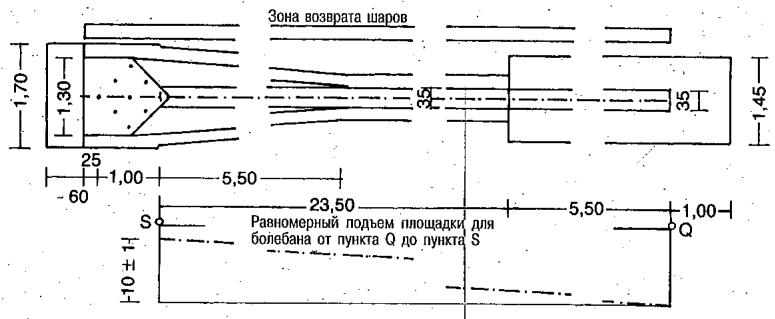 Зона возврата шаров
1,70
1,30
35
35
1,45
25
~60
1,00
5,50
23,50
5,50
1,00
S
Равномерный подъем площадки для
болебана от пункта Q до пункта S
Q
10 ± 1